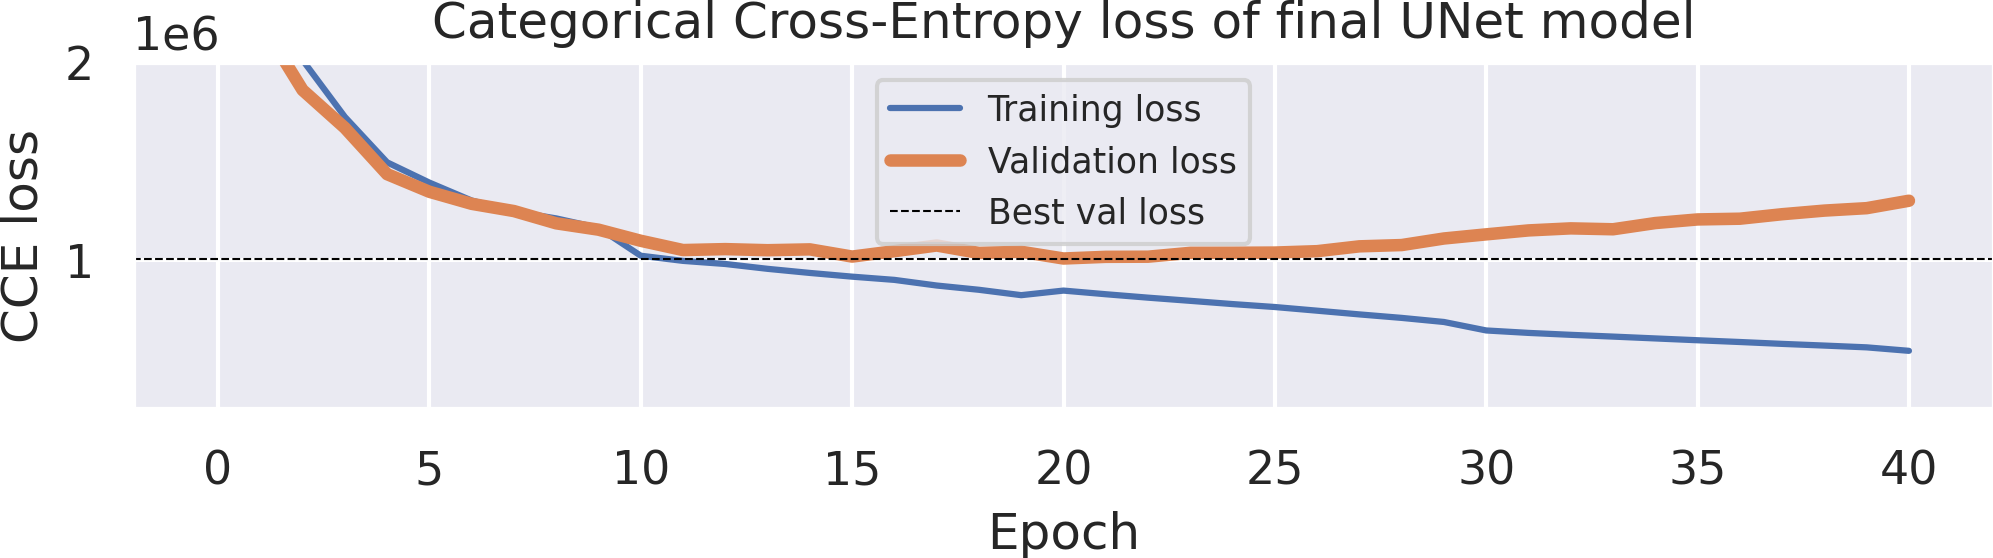 Categorical Cross-Entropy loss of final UNet model
1e6
2
1
CCE loss
Training loss
Validation loss
Best val loss
0 5 10 15 20 25 30 35 40
Epoch